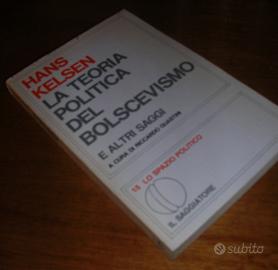 HANS
KELSEN
LA TEORIA
POLITICA
DEL
BOLSCEVISMO
E ALTRI SAGGI
A CURA DI RICCARDO GUASTINI
15 LO SPAZIO POLITICO
IL SAGGIATORE
subito